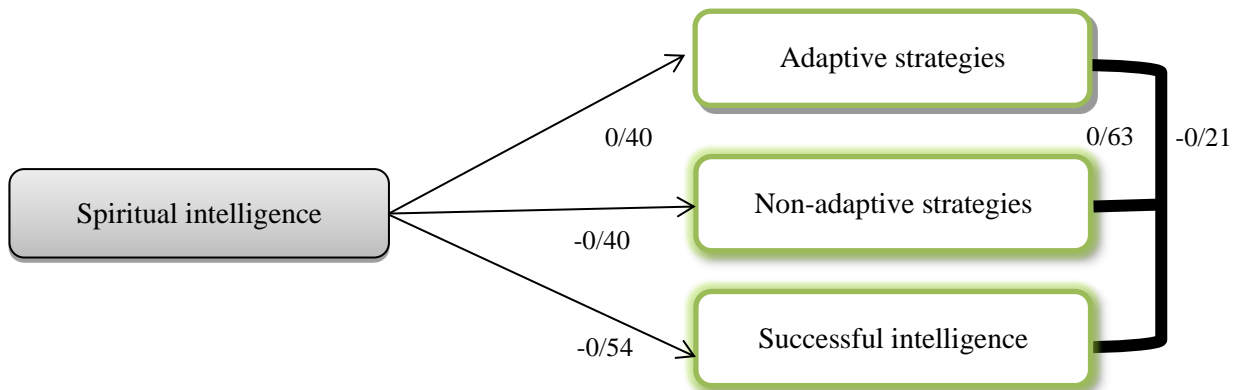 Adaptive strategies
0/40
0/63
-0/21
Spiritual intelligence
Non-adaptive strategies
-0/40
Successful intelligence
-0/54